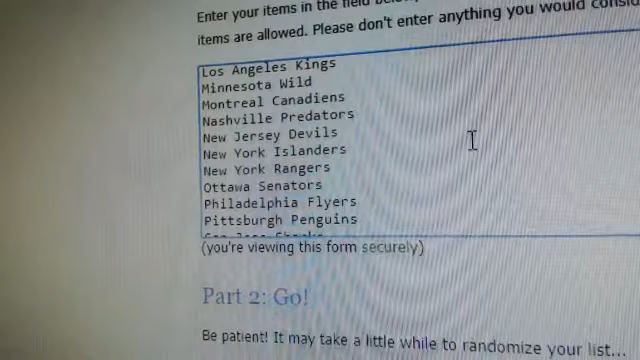 Enter your items in the field
items are allowed. Please don't enter anything you would
Los Angeles Kings
Minnesota Wild
Montreal Canadiens
Nashville Predators
New Jersey Devils
New York Islanders
New York Rangers
Ottawa Senators
Philadelphia Flyers
Pittsburgh Penguins
(you're viewing this form securely)
Part 2: Go!
Be patient! It may take a little while to randomize your list...